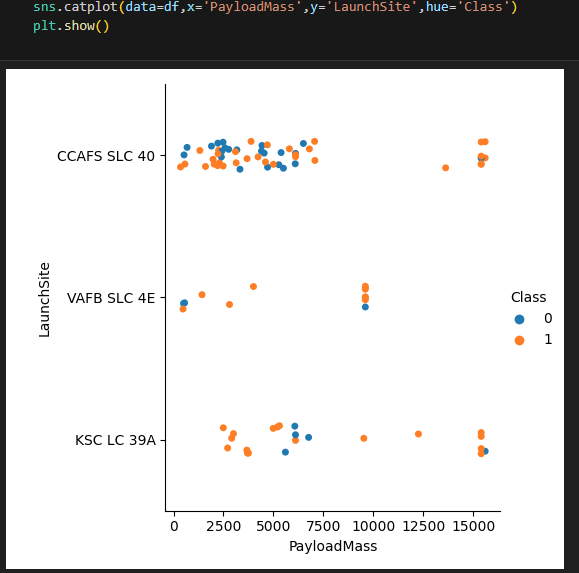 sns.catplot(data=df,x='PayloadMass',y='LaunchSite',hue='Class')
plt.show()
CCAFS SLC 40
VAFB SLC 4E
KSC LC 39A
LaunchSite
Class
0
1
0 2500 5000 7500 10000 12500 15000
PayloadMass